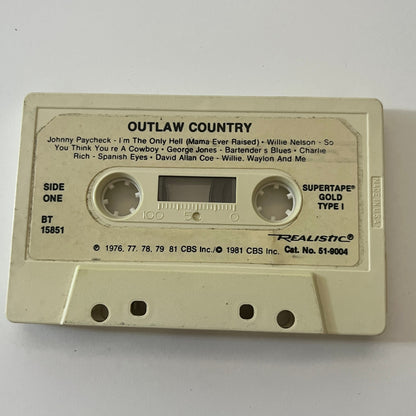 OUTLAW COUNTRY
Johnny Paycheck - I'm The Only Hell (Mama Ever Raised) • Willie Nelson - So
You Think You're A Cowboy • George Jones - Bartender's Blues • Charlie
Rich - Spanish Eyes • David Allan Coe - Willie, Waylon And Me
SIDE
ONE
BT
15851
100 50 0
SUPERTAPE®
GOLD
TYPE I
REALISTIC®
℗ 1976, 77, 78, 79 81 CBS Inc./© 1981 CBS Inc.
Cat. No. 51-9004
MADE IN U.S.A.